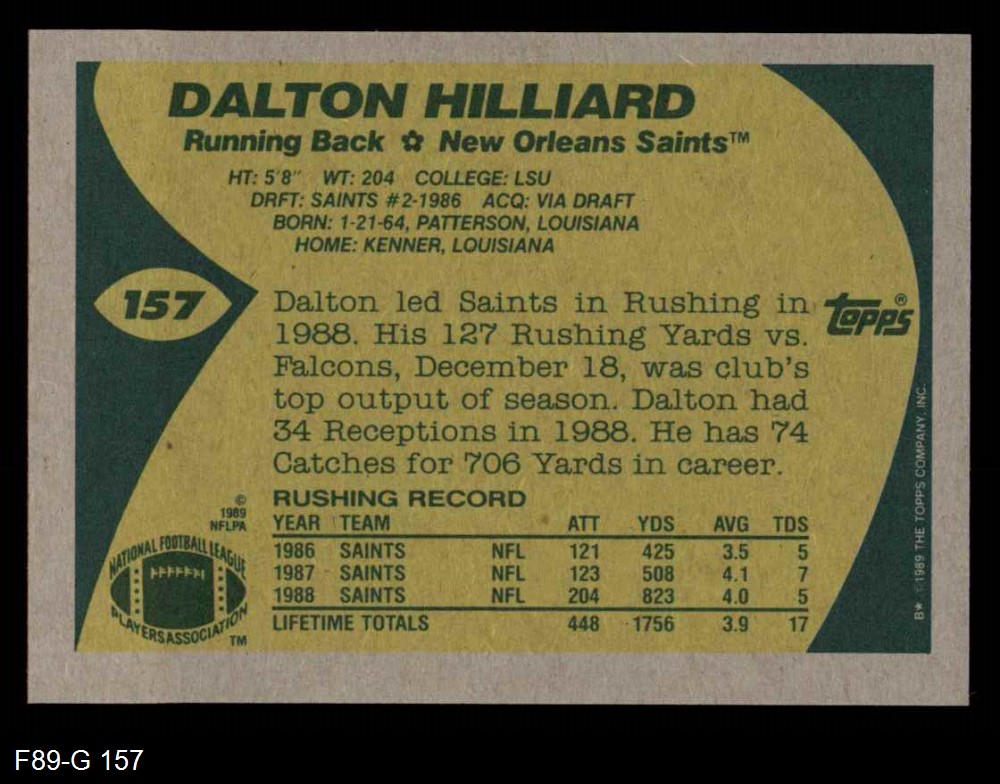 DALTON HILLIARD
Running Back ✿ New Orleans Saints™
HT: 5'8" WT: 204 COLLEGE: LSU
DRFT: SAINTS #2-1986 ACQ: VIA DRAFT
BORN: 1-21-64, PATTERSON, LOUISIANA
HOME: KENNER, LOUISIANA
157
Dalton led Saints in Rushing in
1988. His 127 Rushing Yards vs.
Falcons, December 18, was club's
top output of season. Dalton had
34 Receptions in 1988. He has 74
Catches for 706 Yards in career.
TOPPS®
RUSHING RECORD
YEAR TEAM ATT YDS AVG TDS
1986 SAINTS NFL 121 425 3.5 5
1987 SAINTS NFL 123 508 4.1 7
1988 SAINTS NFL 204 823 4.0 5
LIFETIME TOTALS 448 1756 3.9 17
©
1989
NFLPA
NATIONAL FOOTBALL LEAGUE
PLAYERS ASSOCIATION
TM
B* © 1989 THE TOPPS COMPANY, INC.
F89-G 157